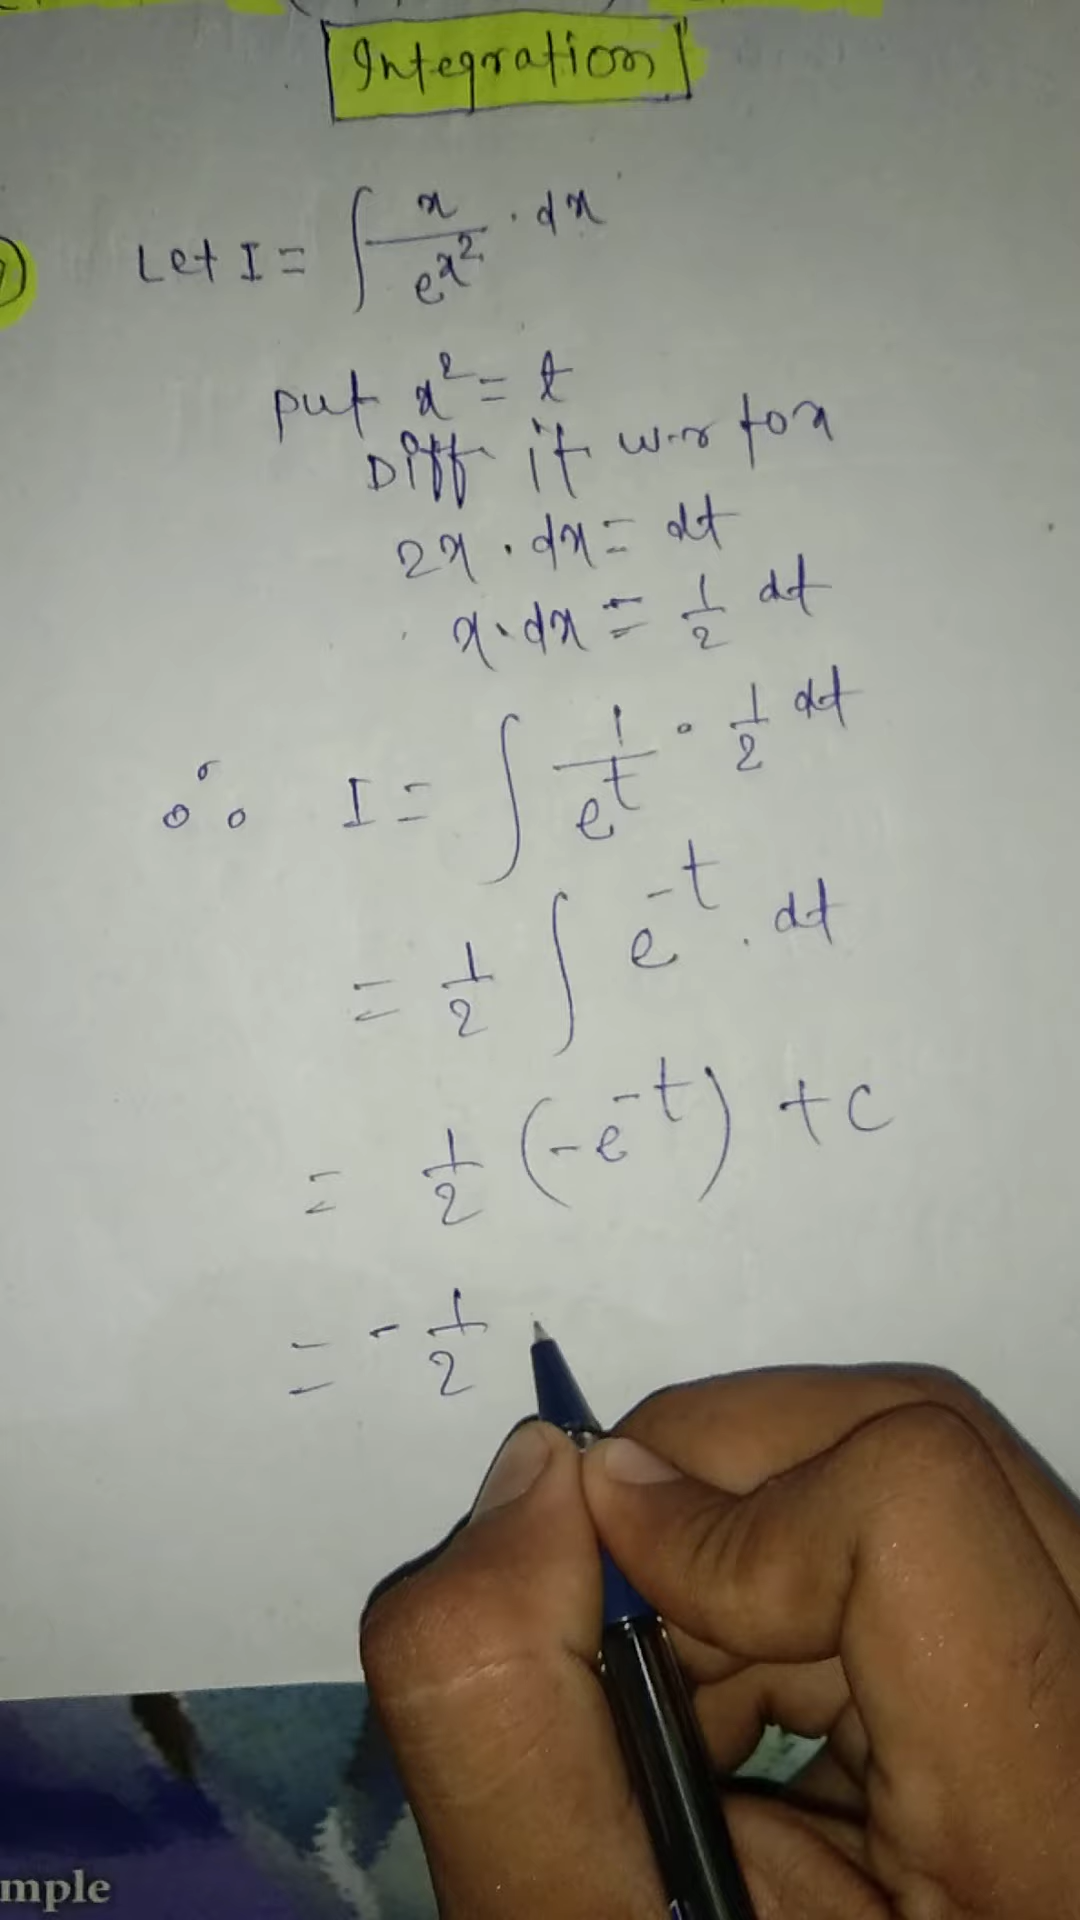 Integration
Let I = ∫ x/e^x² . dx
put x² = t
Diff it w.r to x
2x . dx = dt
x . dx = 1/2 dt
∴ I = ∫ 1/e^t . 1/2 dt
= 1/2 ∫ e^-t . dt
= 1/2 (-e^-t) + c
= - 1/2
mple